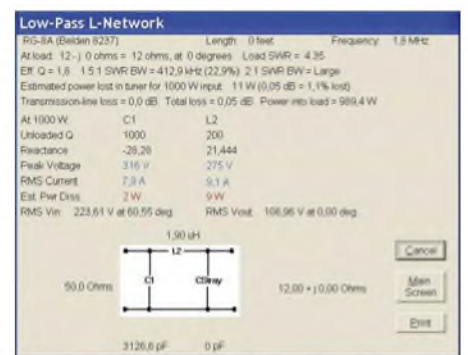 Low-Pass L-Network
RG-8A (Belden 8237) Length: 0 feet Frequency: 1,8 MHz
At load: 12 - j 0 ohms = 12 ohms, at 0 degrees Load SWR = 4.35
Eff. Q = 1,8 1.5:1 SWR BW = 412,9 kHz (22,9%) 2:1 SWR BW = Large
Estimated power lost in tuner for 1000 W input: 11 W (0,05 dB = 1,1% lost)
Transmission-line loss = 0,0 dB Total loss = 0,05 dB Power into load = 989,4 W
At 1000 W C1 L2
Unloaded Q 1000 200
Reactance -28,28 21,444
Peak Voltage 316 V 275 V
RMS Current 7,9 A 9,1 A
Est. Pwr Diss. 2 W 9 W
RMS Vin: 223,61 V at 60,55 deg. RMS Vout: 108,96 V at 0,00 deg.
1,90 uH
L2
Cancel
50,0 Ohms C1 CStray 12,00 + j 0,00 Ohms
Main Screen
Print
3126,6 pF 0 pF